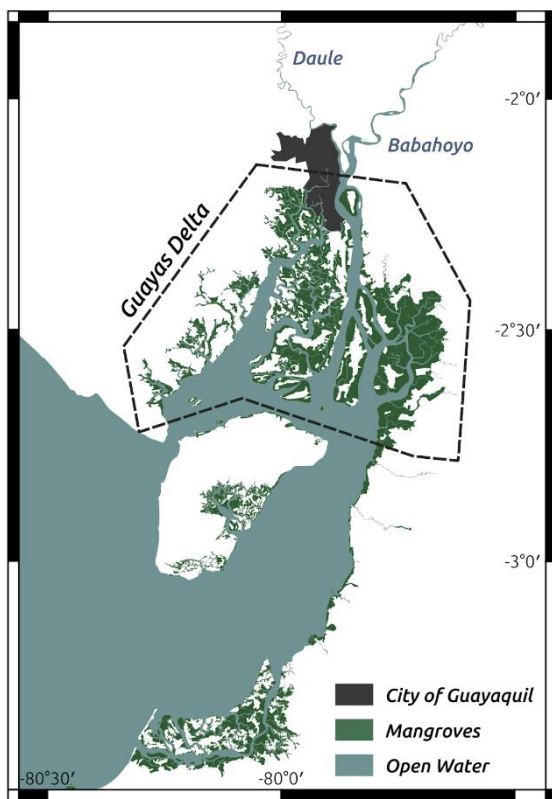 Daule
-2°0′
Babahoyo
Guayas Delta
-2°30′
-3°0′
City of Guayaquil
Mangroves
Open Water
-80°30′
-80°0′